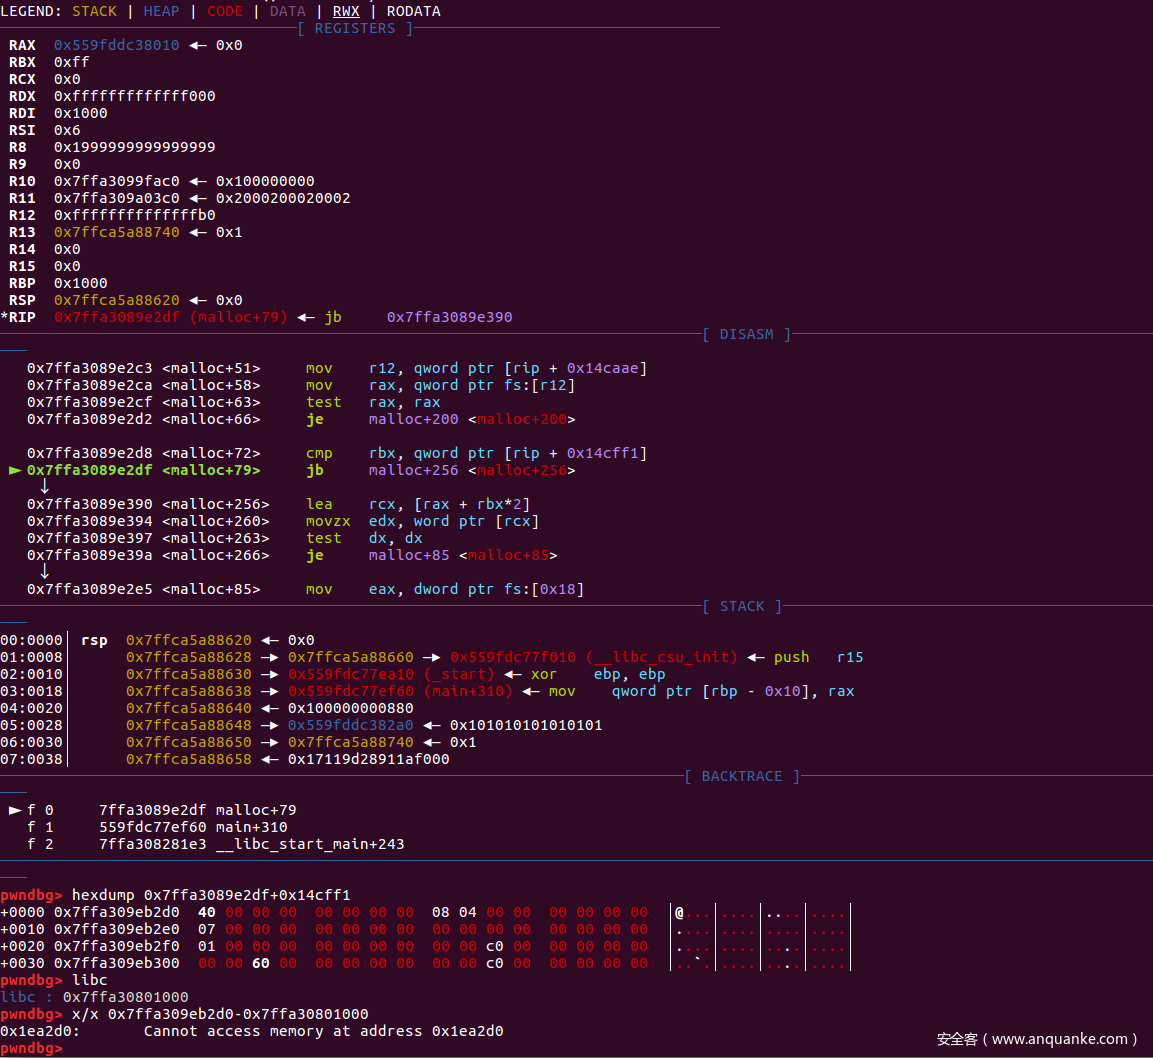 LEGEND: STACK | HEAP | CODE | DATA | RWX | RODATA
[ REGISTERS ]
RAX 0x559fddc38010 ◂— 0x0
RBX 0xff
RCX 0x0
RDX 0xfffffffffffff000
RDI 0x1000
RSI 0x6
R8 0x1999999999999999
R9 0x0
R10 0x7ffa3099fac0 ◂— 0x100000000
R11 0x7ffa309a03c0 ◂— 0x2000200020002
R12 0xffffffffffffffb0
R13 0x7ffca5a88740 ◂— 0x1
R14 0x0
R15 0x0
RBP 0x1000
RSP 0x7ffca5a88620 ◂— 0x0
*RIP 0x7ffa3089e2df (malloc+79) ◂— jb 0x7ffa3089e390
[ DISASM ]
0x7ffa3089e2c3 <malloc+51> mov r12, qword ptr [rip + 0x14caae]
0x7ffa3089e2ca <malloc+58> mov rax, qword ptr fs:[r12]
0x7ffa3089e2cf <malloc+63> test rax, rax
0x7ffa3089e2d2 <malloc+66> je malloc+200 <malloc+200>
0x7ffa3089e2d8 <malloc+72> cmp rbx, qword ptr [rip + 0x14cff1]
► 0x7ffa3089e2df <malloc+79> jb malloc+256 <malloc+256>
↓
0x7ffa3089e390 <malloc+256> lea rcx, [rax + rbx*2]
0x7ffa3089e394 <malloc+260> movzx edx, word ptr [rcx]
0x7ffa3089e397 <malloc+263> test dx, dx
0x7ffa3089e39a <malloc+266> je malloc+85 <malloc+85>
↓
0x7ffa3089e2e5 <malloc+85> mov eax, dword ptr fs:[0x18]
[ STACK ]
00:0000│ rsp 0x7ffca5a88620 ◂— 0x0
01:0008│ 0x7ffca5a88628 —▸ 0x7ffca5a88660 —▸ 0x559fdc77f010 (__libc_csu_init) ◂— push r15
02:0010│ 0x7ffca5a88630 —▸ 0x559fdc77ea10 (_start) ◂— xor ebp, ebp
03:0018│ 0x7ffca5a88638 —▸ 0x559fdc77ef60 (main+310) ◂— mov qword ptr [rbp - 0x10], rax
04:0020│ 0x7ffca5a88640 ◂— 0x100000000880
05:0028│ 0x7ffca5a88648 —▸ 0x559fddc382a0 ◂— 0x101010101010101
06:0030│ 0x7ffca5a88650 —▸ 0x7ffca5a88740 ◂— 0x1
07:0038│ 0x7ffca5a88658 ◂— 0x17119d28911af000
[ BACKTRACE ]
► f 0 7ffa3089e2df malloc+79
f 1 559fdc77ef60 main+310
f 2 7ffa308281e3 __libc_start_main+243
pwndbg> hexdump 0x7ffa3089e2df+0x14cff1
+0000 0x7ffa309eb2d0 40 00 00 00 00 00 00 00 08 04 00 00 00 00 00 00 │@...│....│....│....│
+0010 0x7ffa309eb2e0 07 00 00 00 00 00 00 00 00 00 00 00 00 00 00 00 │....│....│....│....│
+0020 0x7ffa309eb2f0 01 00 00 00 00 00 00 00 00 00 c0 00 00 00 00 00 │....│....│....│....│
+0030 0x7ffa309eb300 00 00 60 00 00 00 00 00 00 00 c0 00 00 00 00 00 │..`.│....│....│....│
pwndbg> libc
libc : 0x7ffa30801000
pwndbg> x/x 0x7ffa309eb2d0-0x7ffa30801000
0x1ea2d0: Cannot access memory at address 0x1ea2d0
pwndbg>
安全客（www.anquanke.com）